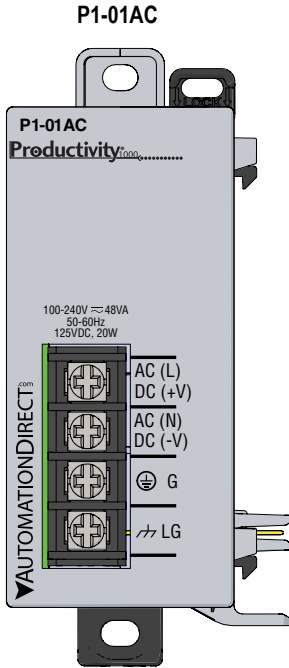 P1-01AC
LOCK
P1-01AC
Productivity1000
100-240V ⎓48VA
50-60Hz
125VDC, 20W
AC (L)
DC (+V)
AC (N)
DC (-V)
G
LG
AUTOMATIONDIRECT.com